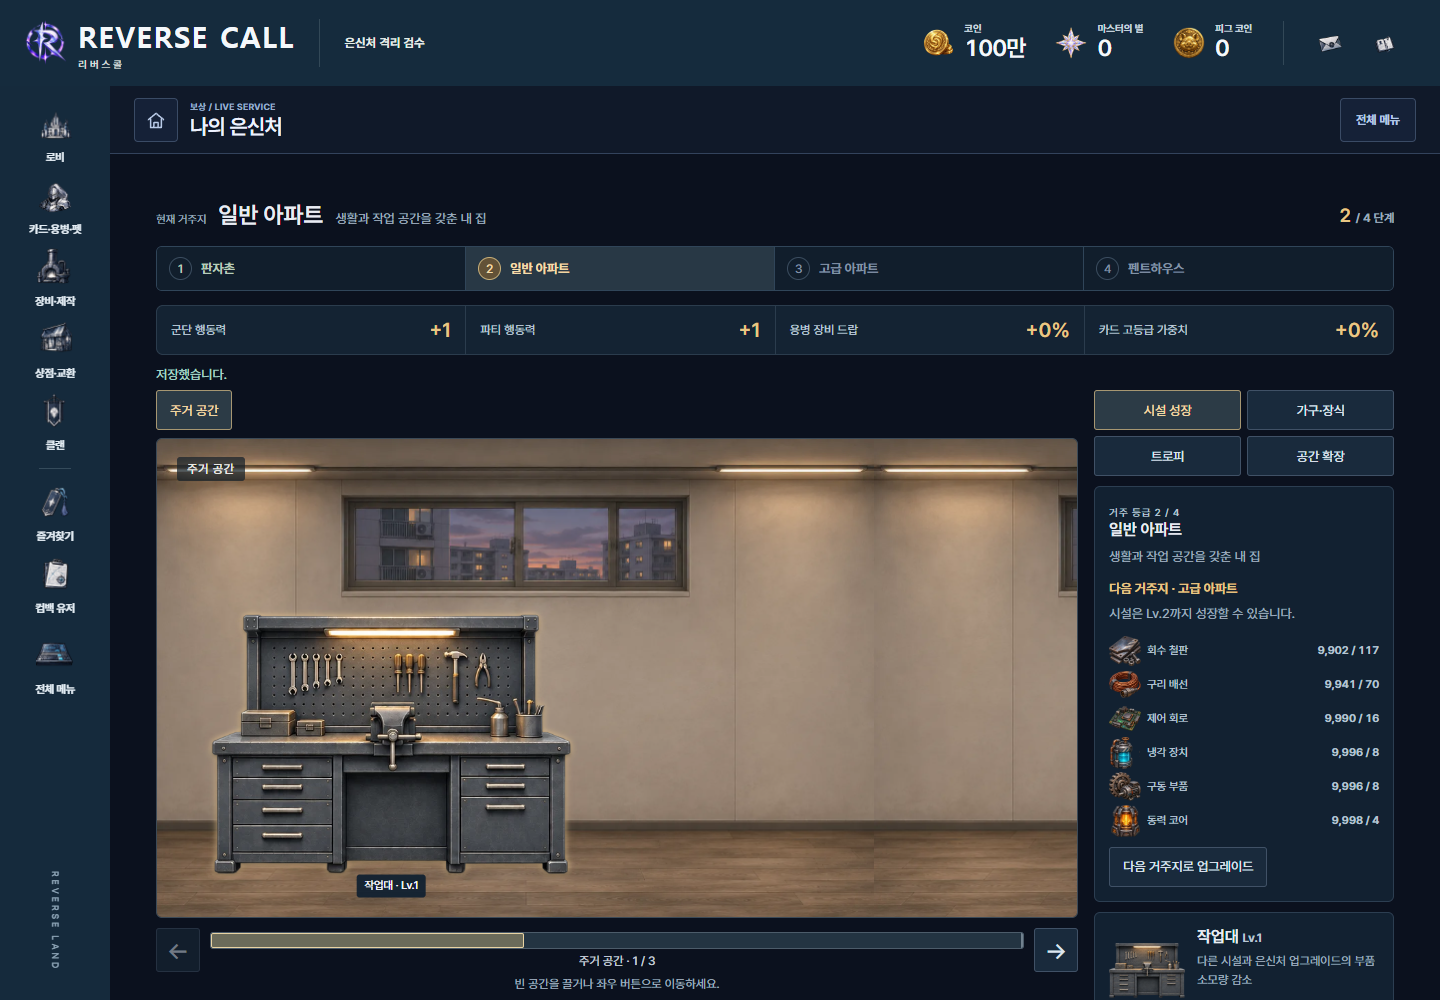 REVERSE CALL
리버스콜
은신처 격리 검수
코인
100만
마스터의 별
0
피그 코인
0
로비
카드·용병·펫
장비·제작
상점·교환
클랜
즐겨찾기
컴백 유저
전체 메뉴
REVERSE LAND
보상 / LIVE SERVICE
나의 은신처
전체 메뉴
현재 거주지 일반 아파트 생활과 작업 공간을 갖춘 내 집
2 / 4 단계
1 판자촌
2 일반 아파트
3 고급 아파트
4 펜트하우스
군단 행동력 +1
파티 행동력 +1
용병 장비 드랍 +0%
카드 고등급 가중치 +0%
저장했습니다.
주거 공간
주거 공간
작업대 · Lv.1
주거 공간 · 1 / 3
빈 공간을 끌거나 좌우 버튼으로 이동하세요.
시설 성장
가구·장식
트로피
공간 확장
거주 등급 2 / 4
일반 아파트
생활과 작업 공간을 갖춘 내 집
다음 거주지 · 고급 아파트
시설은 Lv.2까지 성장할 수 있습니다.
회수 철판 9,902 / 117
구리 배선 9,941 / 70
제어 회로 9,990 / 16
냉각 장치 9,996 / 8
구동 부품 9,996 / 8
동력 코어 9,998 / 4
다음 거주지로 업그레이드
작업대 Lv.1
다른 시설과 은신처 업그레이드의 부품
소모량 감소